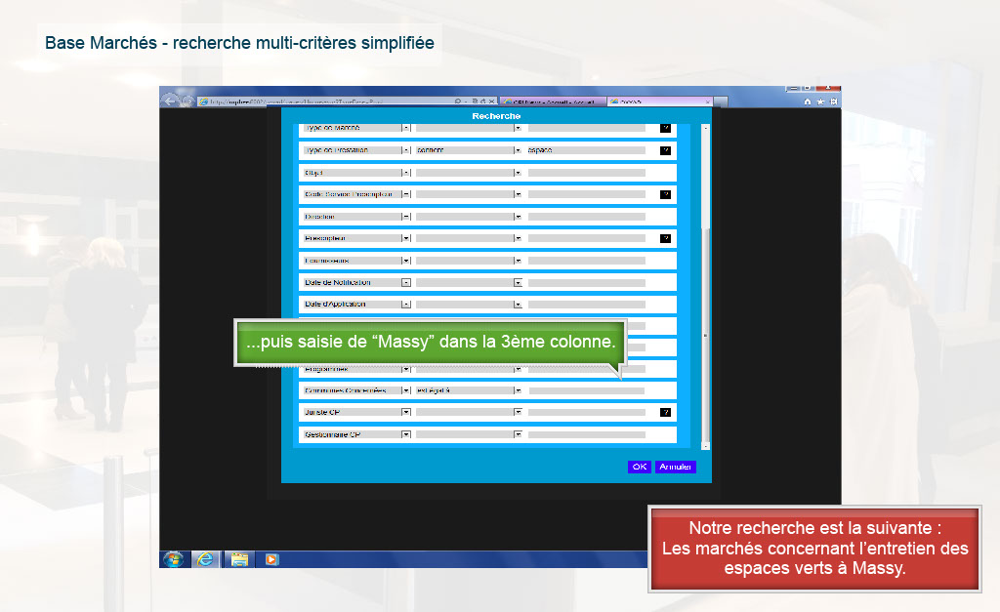 Base Marchés - recherche multi-critères simplifiée
Recherche
Type de Marché ?
Type de Prestation contient espace ?
Objet
Code Service Prescripteur ?
Direction
Prescripteur ?
Fournisseurs
Date de Notification
Date d'Application
...puis saisie de “Massy” dans la 3ème colonne.
Programmes
Communes Concernées est égal à
Juriste CP ?
Gestionnaire CP
OK Annuler
Notre recherche est la suivante :
Les marchés concernant l’entretien des
espaces verts à Massy.